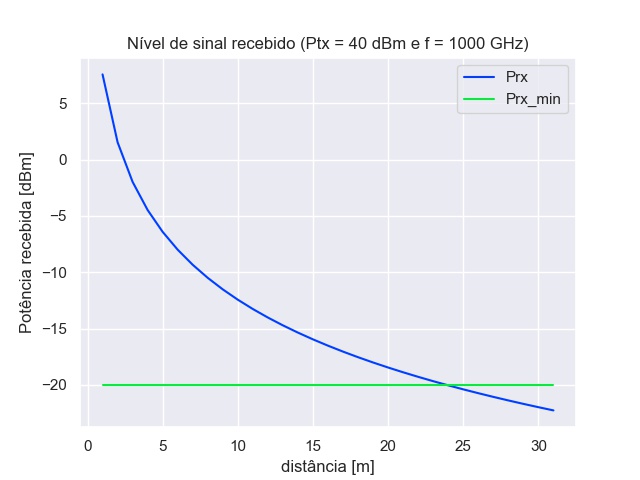 Nível de sinal recebido (Ptx = 40 dBm e f = 1000 GHz)
Prx
Prx_min
Potência recebida [dBm]
5
0
−5
−10
−15
−20
0 5 10 15 20 25 30
distância [m]